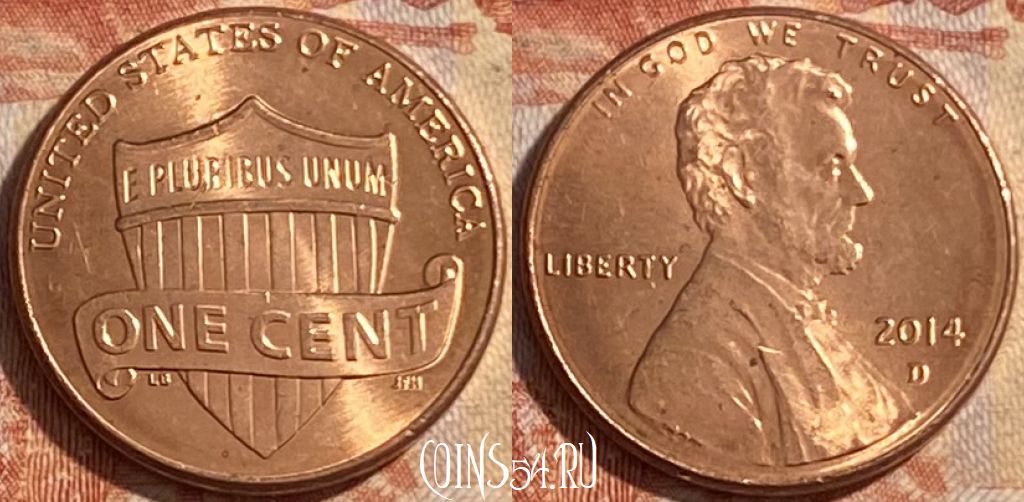 UNITED STATES OF AMERICA
E PLURIBUS UNUM
ONE CENT
LB
JFM
IN GOD WE TRUST
LIBERTY
2014
D
COINS54.RU